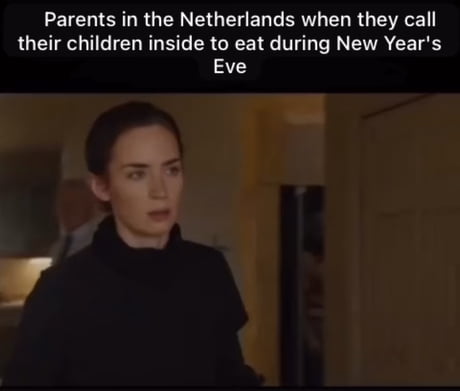 Parents in the Netherlands when they call
their children inside to eat during New Year's
Eve